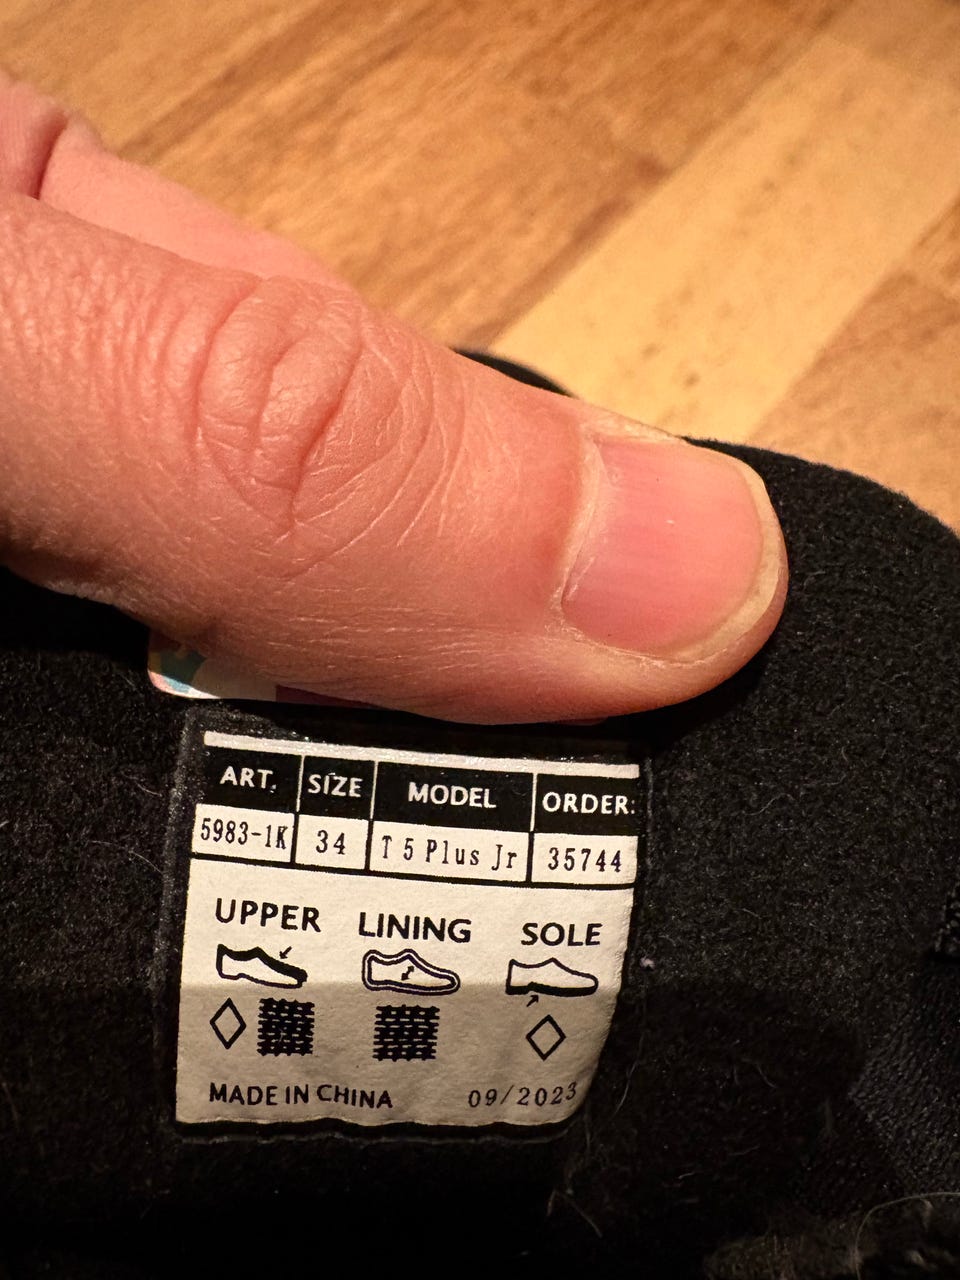 ART. SIZE MODEL ORDER:
5983-1K 34 T 5 Plus Jr 35744
UPPER LINING SOLE
MADE IN CHINA 09/2023